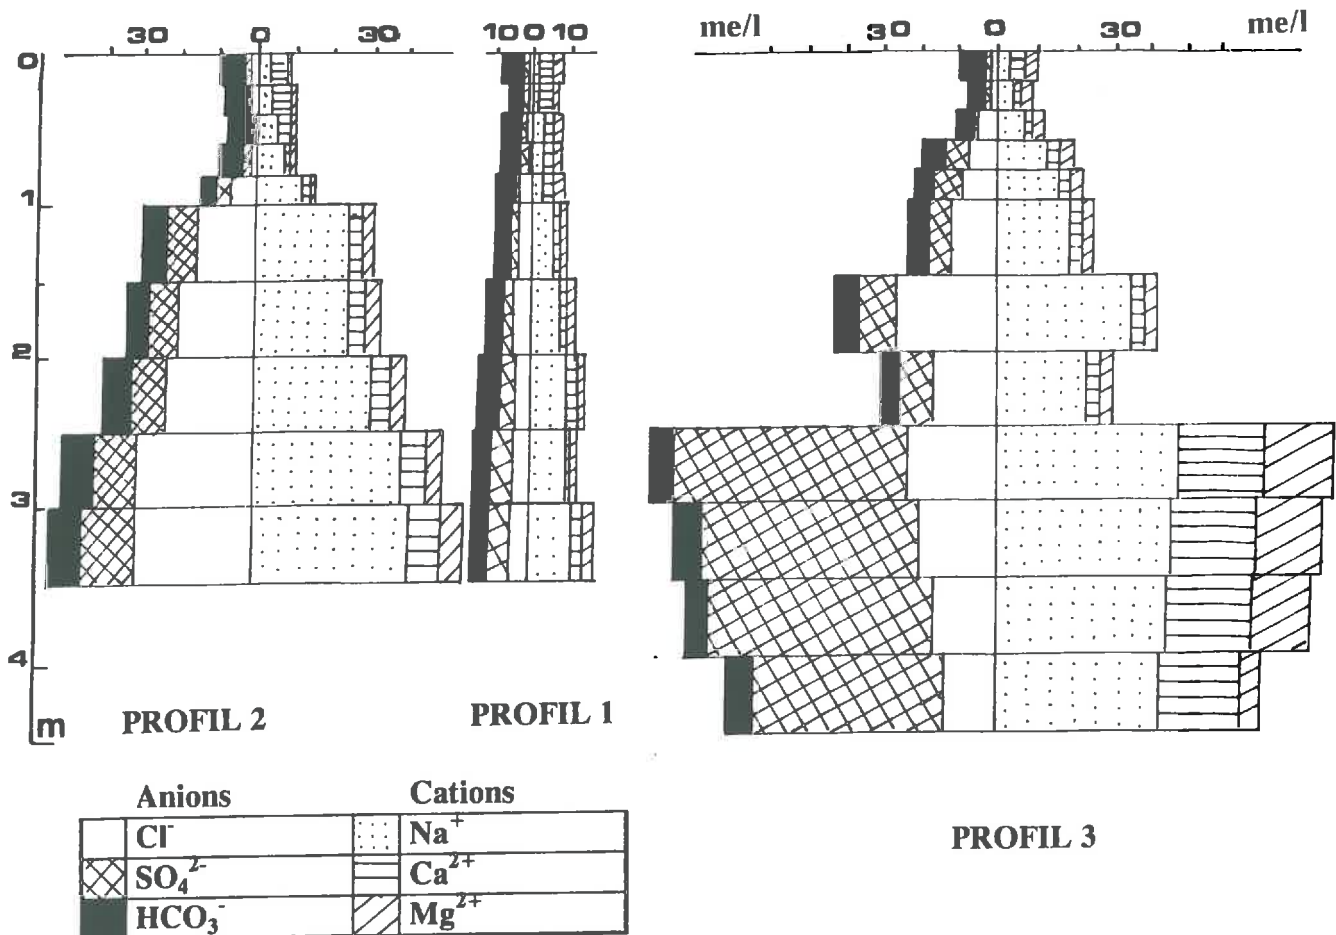 30 0 30 10 0 10 me/l 30 0 30 me/l
0
1
2
3
4
m
PROFIL 2 PROFIL 1
PROFIL 3
Anions Cations
Cl⁻ Na⁺
SO₄²⁻ Ca²⁺
HCO₃⁻ Mg²⁺